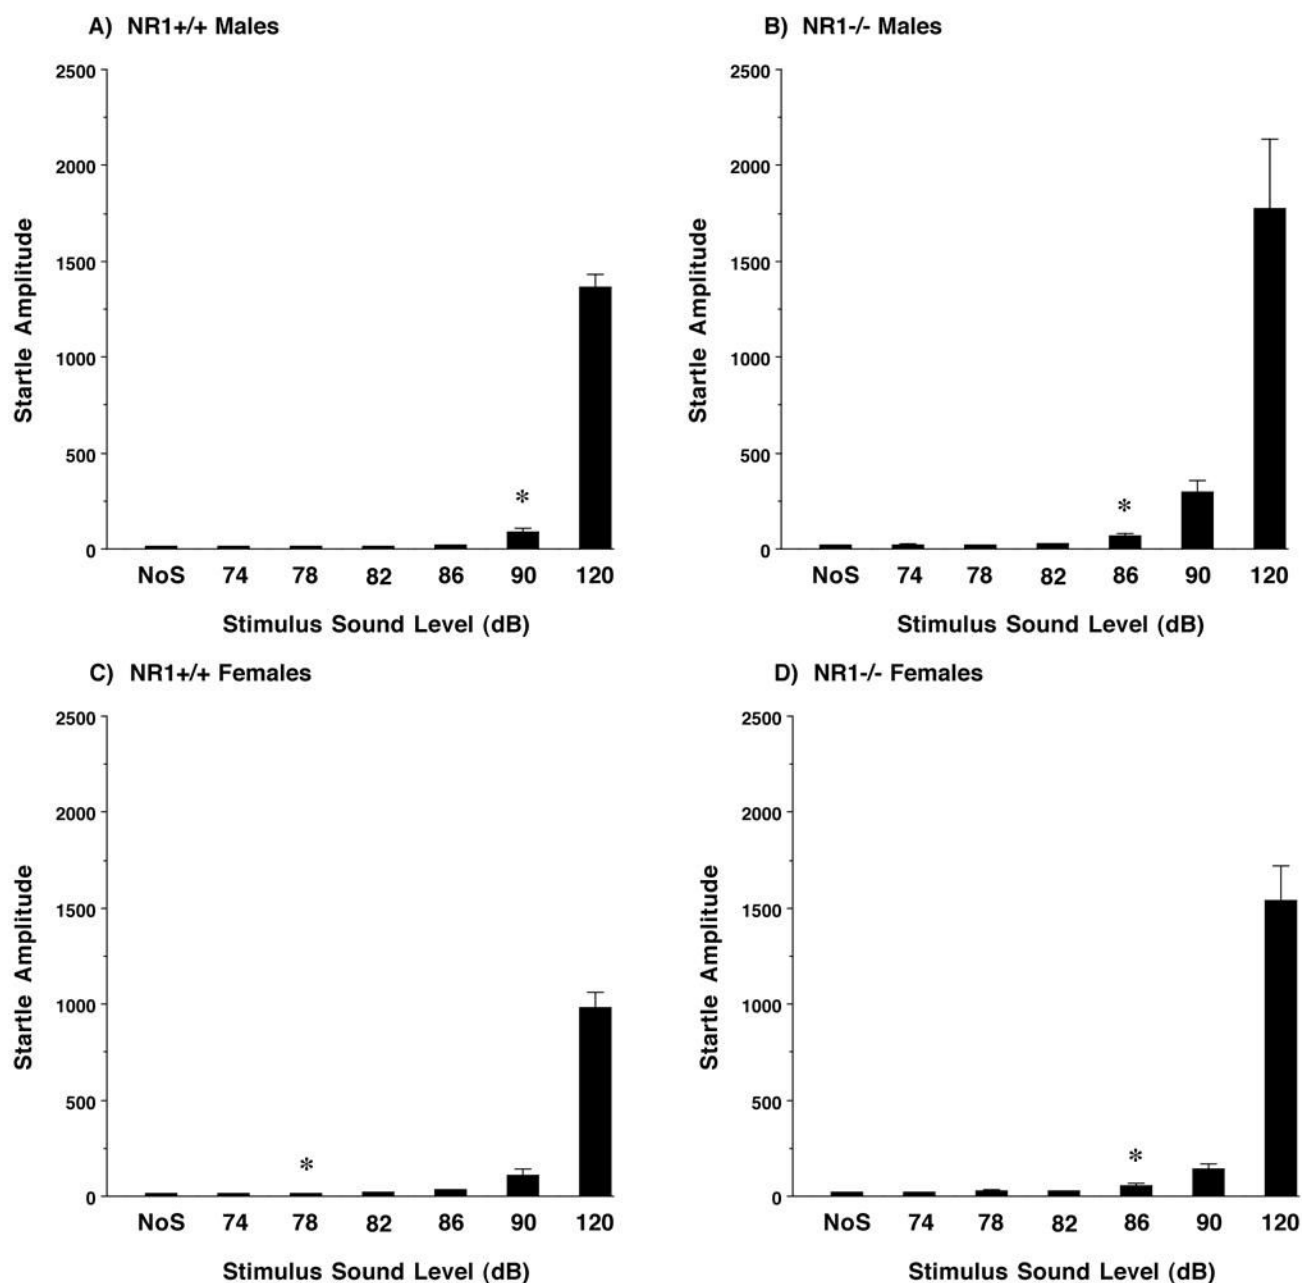 A) NR1+/+ Males
Startle Amplitude
2500
2000
1500
1000
500
0
*
NoS 74 78 82 86 90 120
Stimulus Sound Level (dB)
B) NR1-/- Males
Startle Amplitude
2500
2000
1500
1000
500
0
*
NoS 74 78 82 86 90 120
Stimulus Sound Level (dB)
C) NR1+/+ Females
Startle Amplitude
2500
2000
1500
1000
500
0
*
NoS 74 78 82 86 90 120
Stimulus Sound Level (dB)
D) NR1-/- Females
Startle Amplitude
2500
2000
1500
1000
500
0
*
NoS 74 78 82 86 90 120
Stimulus Sound Level (dB)